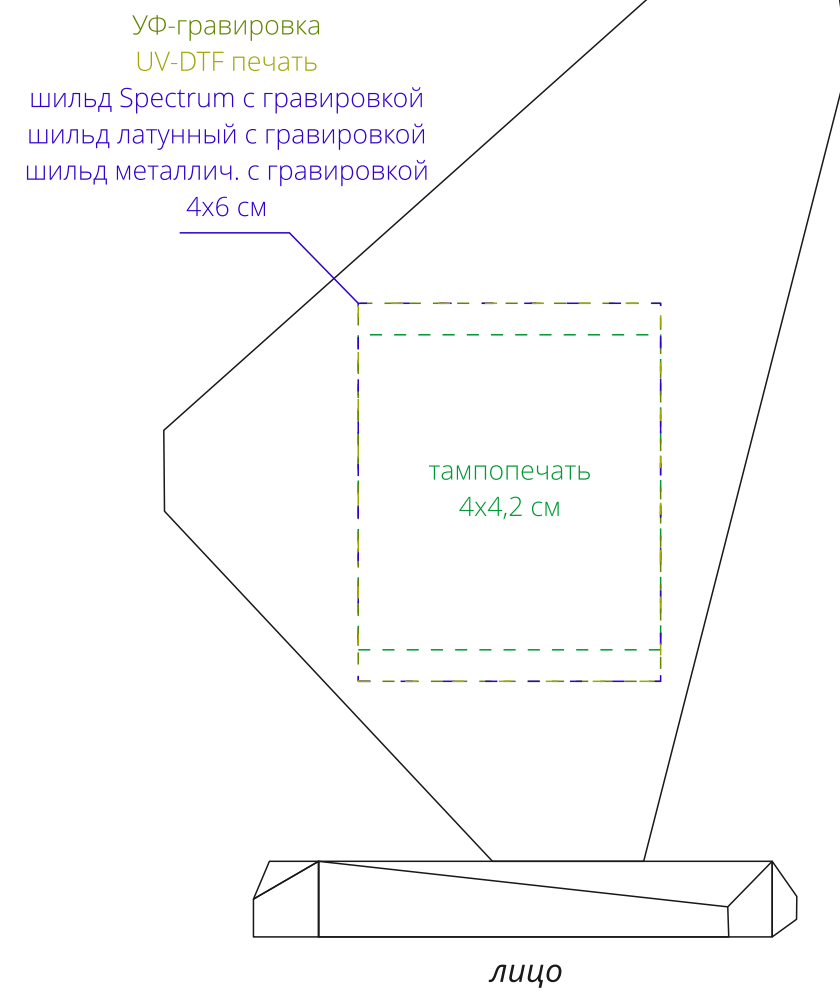 УФ-гравировка
UV-DTF печать
шильд Spectrum с гравировкой
шильд латунный с гравировкой
шильд металлич. с гравировкой
4х6 см
тампопечать
4х4,2 см
лицо